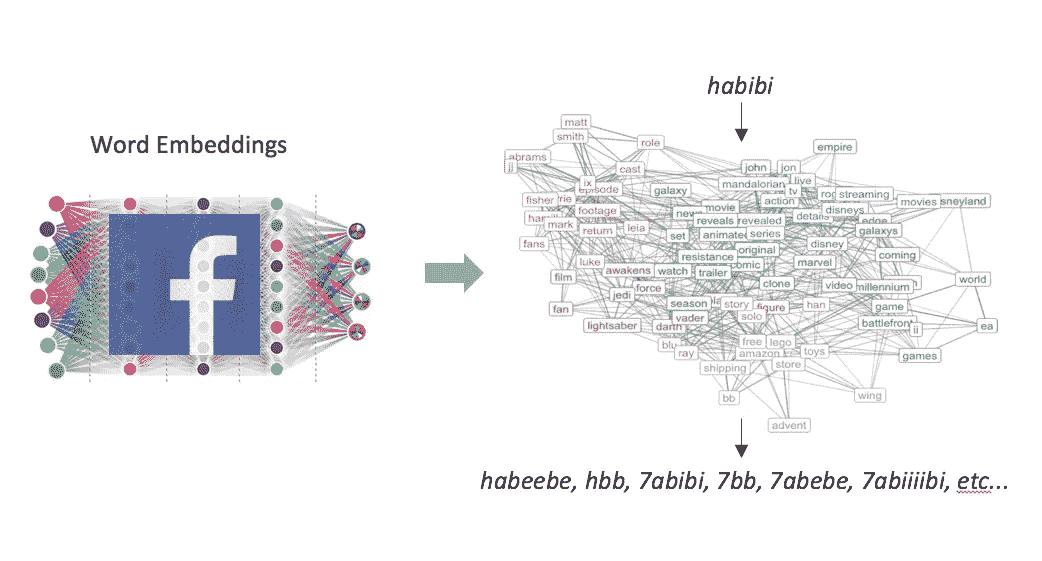 Word Embeddings
f
habibi
matt
smith
role
empire
abrams
jj
cast
john
jon
ix
episode
galaxy
mandalorian
live
tv
streaming
fisher
rie
movie
action
movies
sneyland
footage
reveals
revealed
details
disneys
mark
return
leia
set
animated
series
galaxys
fans
original
disney
luke
resistance
comic
coming
film
awakens
watch
trailer
marvel
force
clone
video
millennium
world
jedi
season
story
figure
han
game
fan
vader
solo
lightsaber
darth
battlefront
ii
ea
blu
free
lego
ray
amazon
toys
games
shipping
store
bb
wing
advent
habeebe, hbb, 7abibi, 7bb, 7abebe, 7abiiiibi, etc...